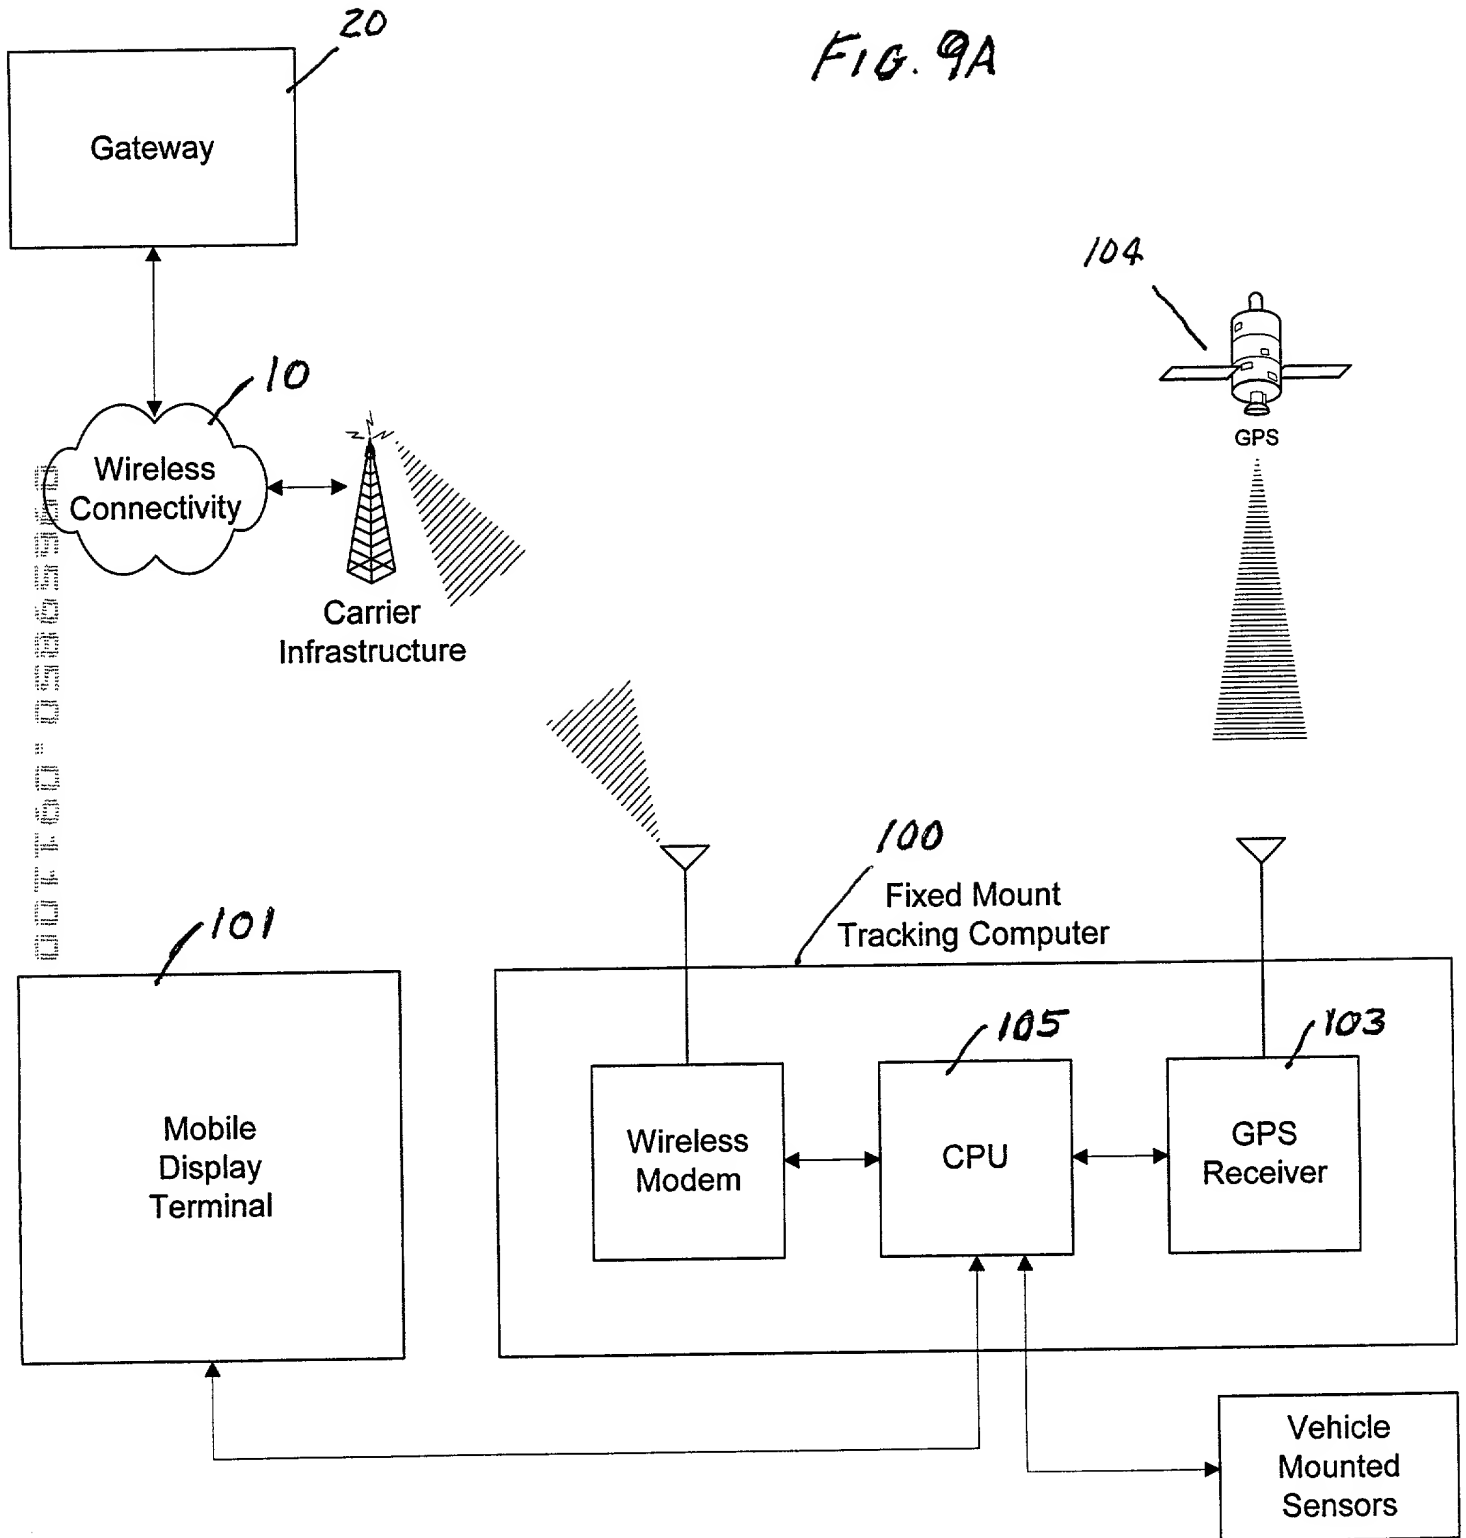 20
FIG. 9A
Gateway
104
10
Wireless
Connectivity
GPS
Carrier
Infrastructure
100
Fixed Mount
Tracking Computer
101
105
103
Mobile
Display
Terminal
Wireless
Modem
CPU
GPS
Receiver
Vehicle
Mounted
Sensors